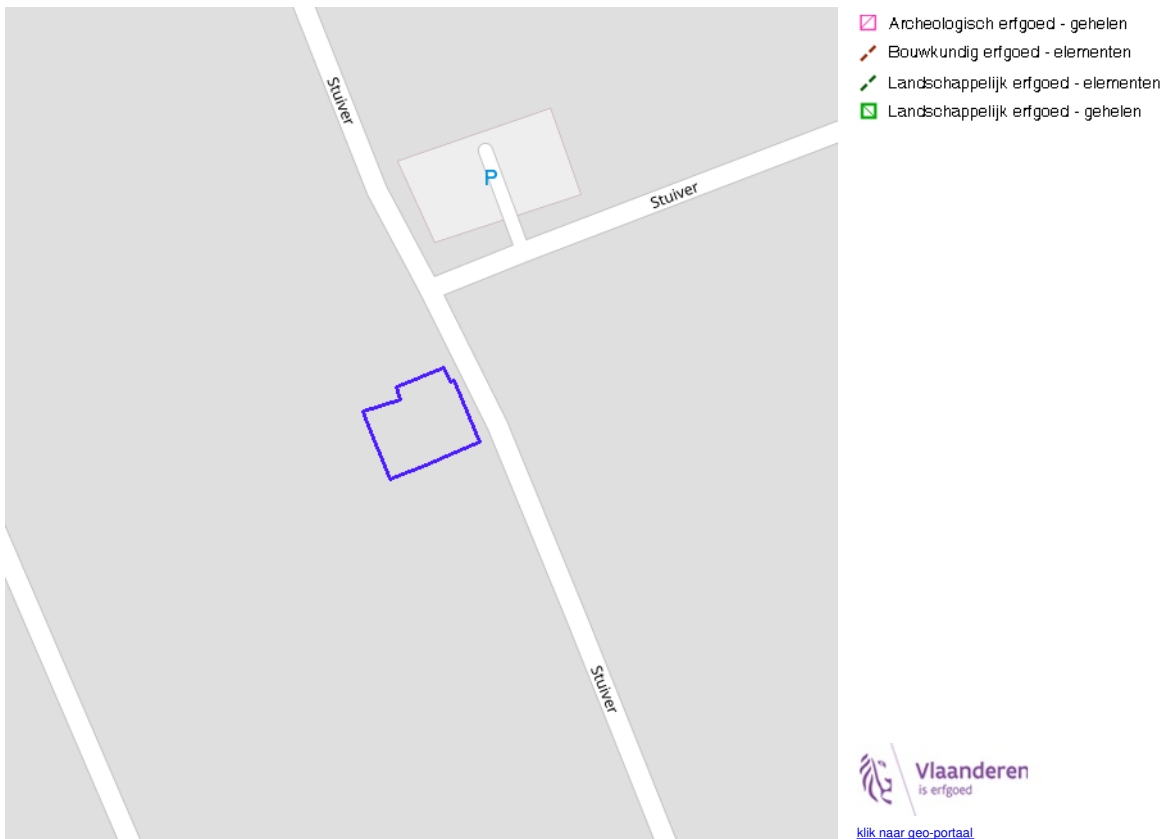 Stuiver
P
Stuiver
Stuiver
Archeologisch erfgoed - gehelen
Bouwkundig erfgoed - elementen
Landschappelijk erfgoed - elementen
Landschappelijk erfgoed - gehelen
Vlaanderen
is erfgoed
klik naar geo-portaal